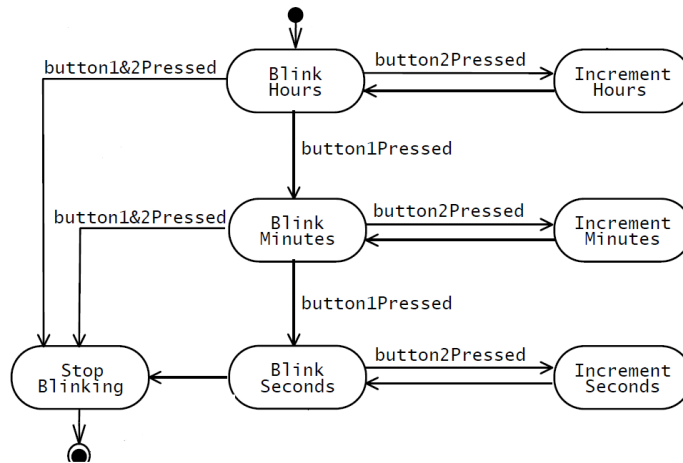 button1&2Pressed
Blink
Hours
button2Pressed
Increment
Hours
button1Pressed
button1&2Pressed
Blink
Minutes
button2Pressed
Increment
Minutes
button1Pressed
Stop
Blinking
Blink
Seconds
button2Pressed
Increment
Seconds